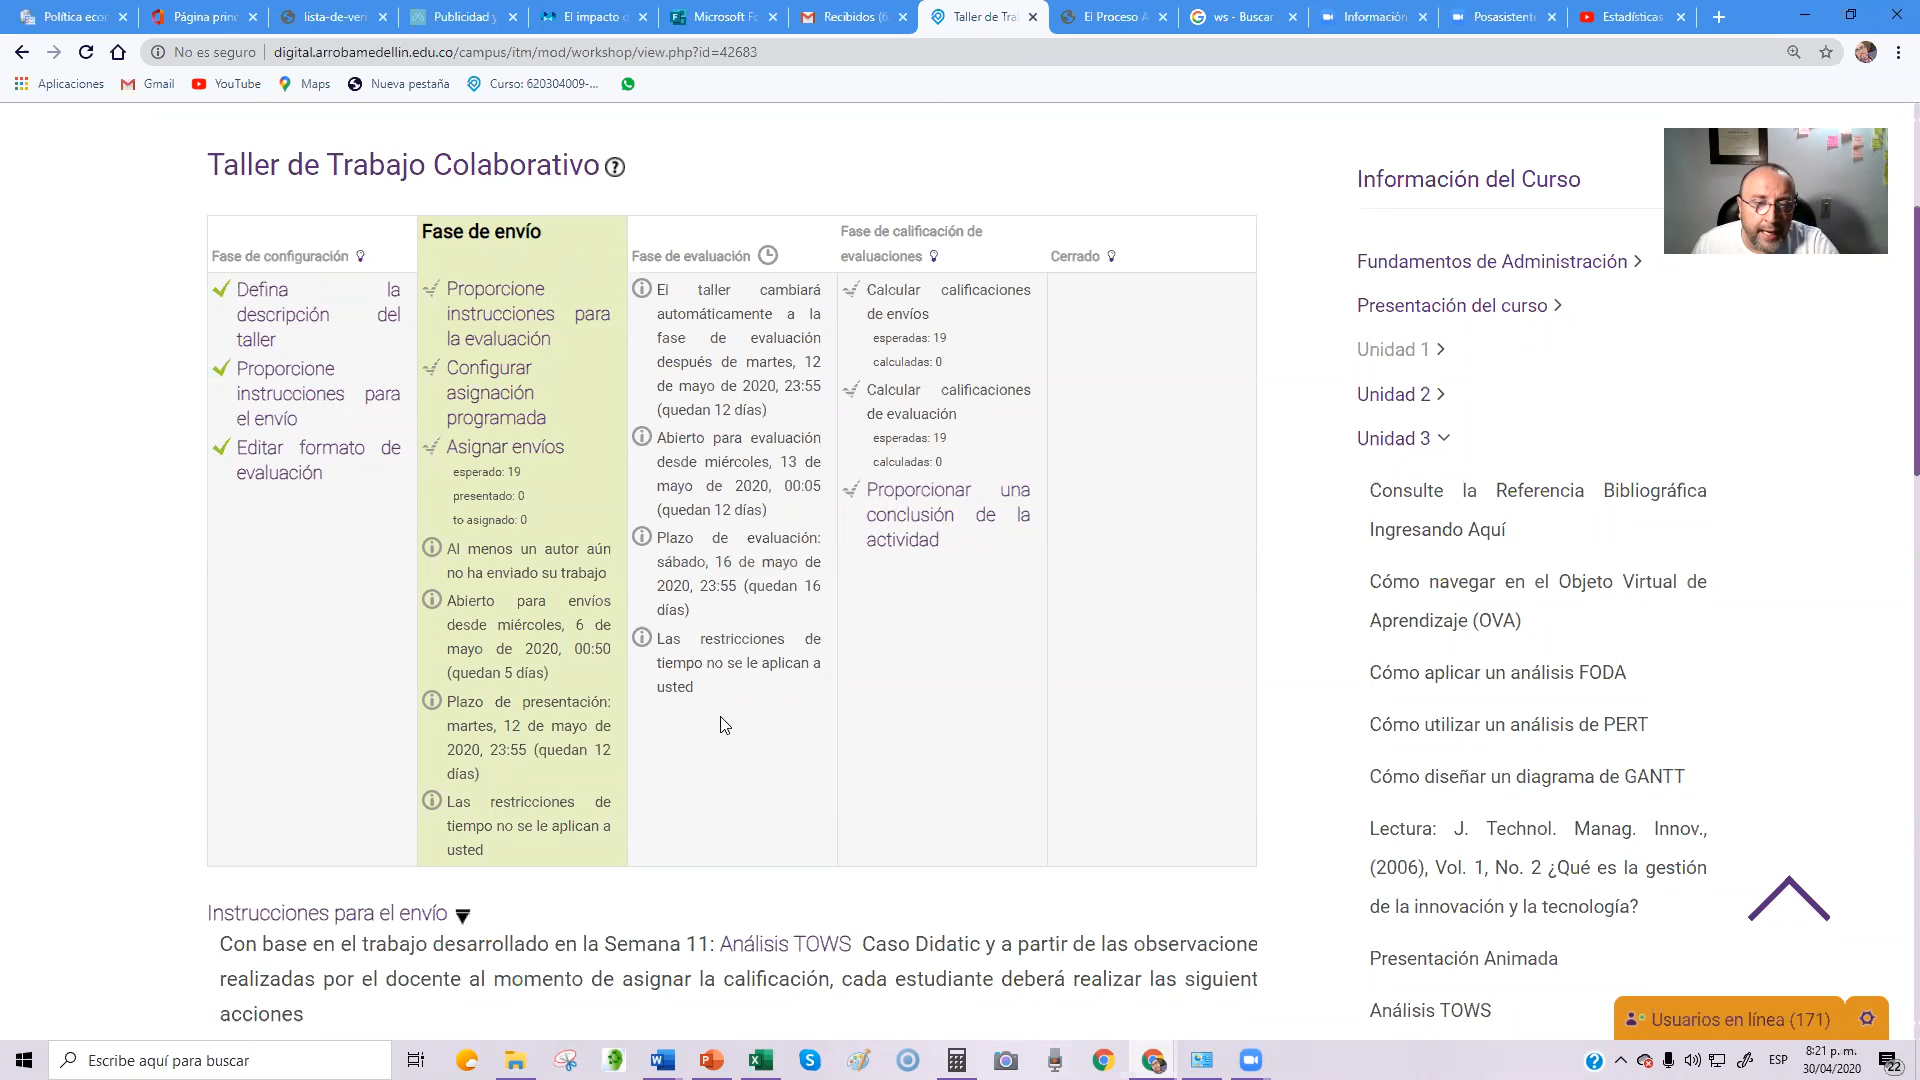 Política econ
Página princ
lista-de-veri
Publicidad y
El impacto d
Microsoft Fo
Recibidos (6
Taller de Tra
El Proceso A
ws - Buscar
Información
Posasistente
Estadísticas
No es seguro | digital.arrobamedellin.edu.co/campus/itm/mod/workshop/view.php?id=42683
Aplicaciones
Gmail
YouTube
Maps
Nueva pestaña
Curso: 620304009-...
Taller de Trabajo Colaborativo
Fase de configuración
Defina la
descripción del
taller
Proporcione
instrucciones para
el envío
Editar formato de
evaluación
Fase de envío
Proporcione
instrucciones para
la evaluación
Configurar
asignación
programada
Asignar envíos
esperado: 19
presentado: 0
to asignado: 0
Al menos un autor aún
no ha enviado su trabajo
Abierto para envíos
desde miércoles, 6 de
mayo de 2020, 00:50
(quedan 5 días)
Plazo de presentación:
martes, 12 de mayo de
2020, 23:55 (quedan 12
días)
Las restricciones de
tiempo no se le aplican a
usted
Fase de evaluación
El taller cambiará
automáticamente a la
fase de evaluación
después de martes, 12
de mayo de 2020, 23:55
(quedan 12 días)
Abierto para evaluación
desde miércoles, 13 de
mayo de 2020, 00:05
(quedan 12 días)
Plazo de evaluación:
sábado, 16 de mayo de
2020, 23:55 (quedan 16
días)
Las restricciones de
tiempo no se le aplican a
usted
Fase de calificación de
evaluaciones
Calcular calificaciones
de envíos
esperadas: 19
calculadas: 0
Calcular calificaciones
de evaluación
esperadas: 19
calculadas: 0
Proporcionar una
conclusión de la
actividad
Cerrado
Instrucciones para el envío
Con base en el trabajo desarrollado en la Semana 11: Análisis TOWS Caso Didatic y a partir de las observacione
realizadas por el docente al momento de asignar la calificación, cada estudiante deberá realizar las siguient
acciones
Información del Curso
Fundamentos de Administración
Presentación del curso
Unidad 1
Unidad 2
Unidad 3
Consulte la Referencia Bibliográfica
Ingresando Aquí
Cómo navegar en el Objeto Virtual de
Aprendizaje (OVA)
Cómo aplicar un análisis FODA
Cómo utilizar un análisis de PERT
Cómo diseñar un diagrama de GANTT
Lectura: J. Technol. Manag. Innov.,
(2006), Vol. 1, No. 2 ¿Qué es la gestión
de la innovación y la tecnología?
Presentación Animada
Análisis TOWS
Usuarios en línea (171)
Escribe aquí para buscar
ESP
8:21 p. m.
30/04/2020
22